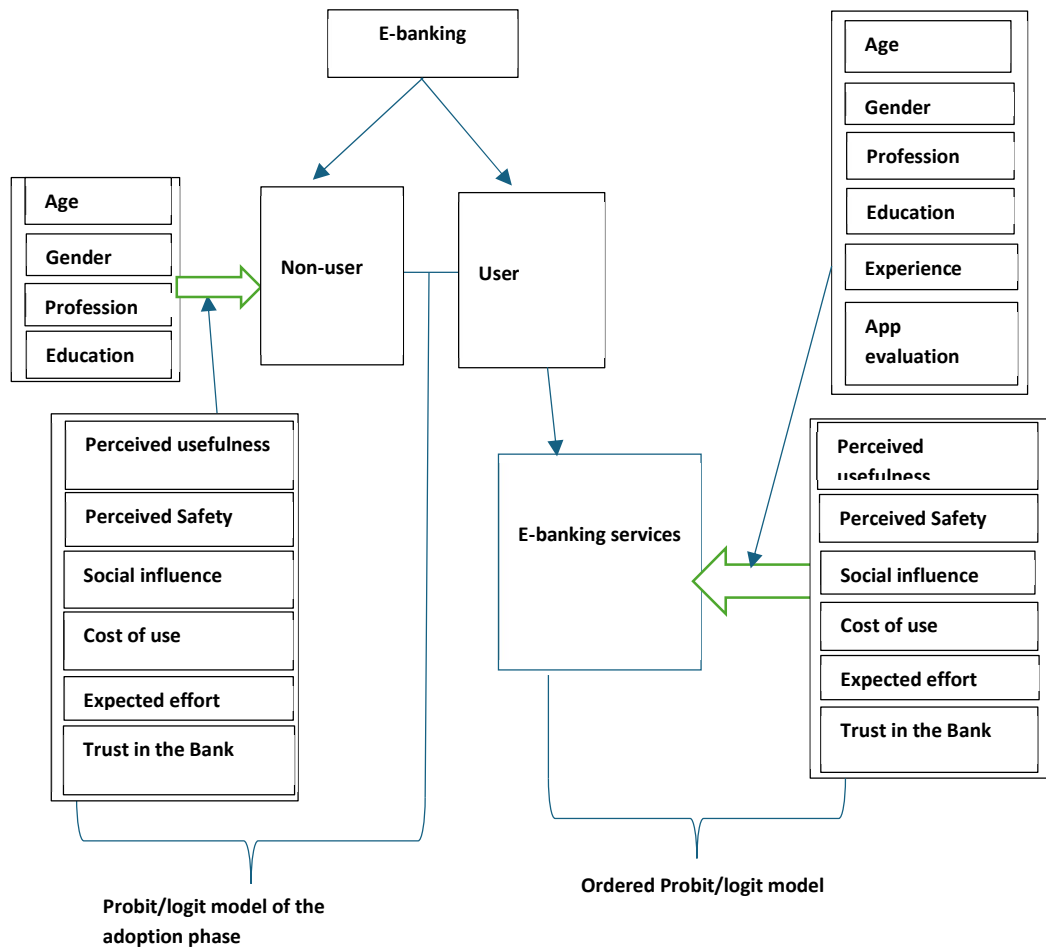 E-banking
Age
Gender
Profession
Education
Experience
App
evaluation
Age
Gender
Profession
Education
Non-user
User
Perceived usefulness
Perceived Safety
Social influence
Cost of use
Expected effort
Trust in the Bank
E-banking services
Perceived
usefulness
Perceived Safety
Social influence
Cost of use
Expected effort
Trust in the Bank
Probit/logit model of the
adoption phase
Ordered Probit/logit model